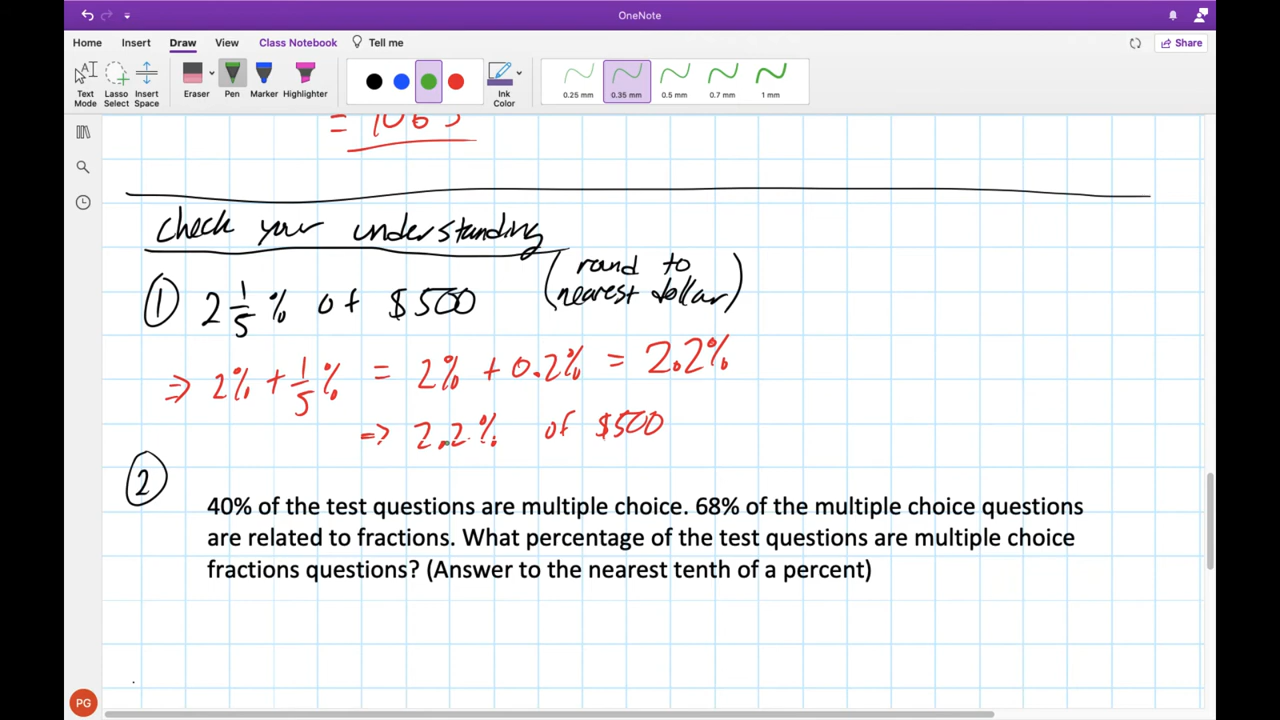 OneNote
Home Insert Draw View Class Notebook Tell me
Share
Text Mode
Lasso Select
Insert Space
Eraser
Pen
Marker
Highlighter
Ink Color
0.25 mm
0.35 mm
0.5 mm
0.7 mm
1 mm
= 1065
check your understanding
(round to nearest dollar)
① 2 1/5 % of $500
⇒ 2% + 1/5 % = 2% + 0.2% = 2.2%
⇒ 2.2% of $500
②
40% of the test questions are multiple choice. 68% of the multiple choice questions
are related to fractions. What percentage of the test questions are multiple choice
fractions questions? (Answer to the nearest tenth of a percent)
PG